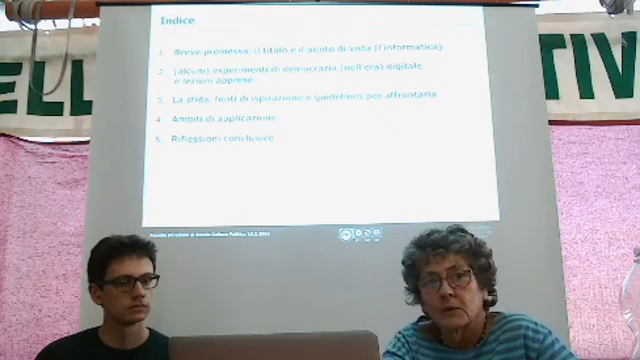 ELL
TIV
Indice
1. Breve premessa: il titolo e il punto di vista (l'informatica)
2. (alcuni) esperimenti di democrazia (nell'era) digitale
e lezioni apprese
3. La sfida, fonti di ispirazione e guidelines per affrontarla
4. Ambiti di applicazione
5. Riflessioni conclusive